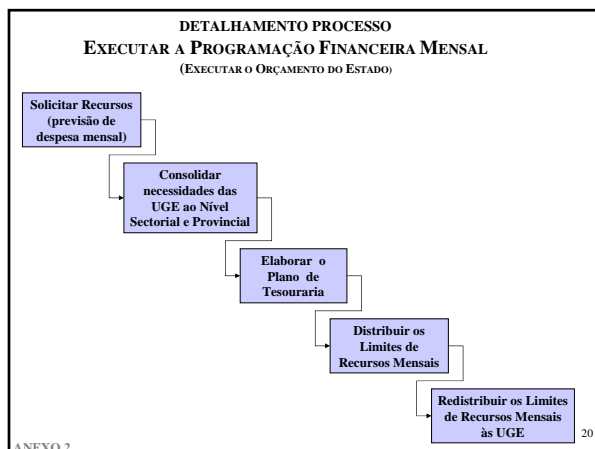 DETALHAMENTO PROCESSO
EXECUTAR A PROGRAMAÇÃO FINANCEIRA MENSAL
(EXECUTAR O ORÇAMENTO DO ESTADO)
Solicitar Recursos
(previsão de
despesa mensal)
Consolidar
necessidades das
UGE ao Nível
Sectorial e Provincial
Elaborar o
Plano de
Tesouraria
Distribuir os
Limites de
Recursos Mensais
Redistribuir os Limites
de Recursos Mensais
às UGE
20
ANEXO 2